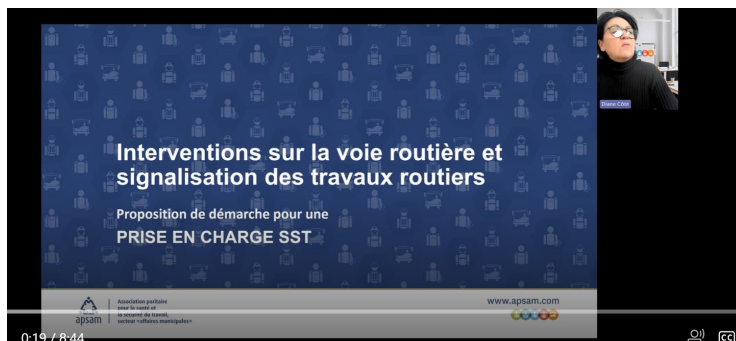 Interventions sur la voie routière et
signalisation des travaux routiers
Proposition de démarche pour une
PRISE EN CHARGE SST
Diane Côté
apsam
Association paritaire
pour la santé et
la sécurité du travail,
secteur «affaires municipales»
www.apsam.com
0:19 / 8:44
CC